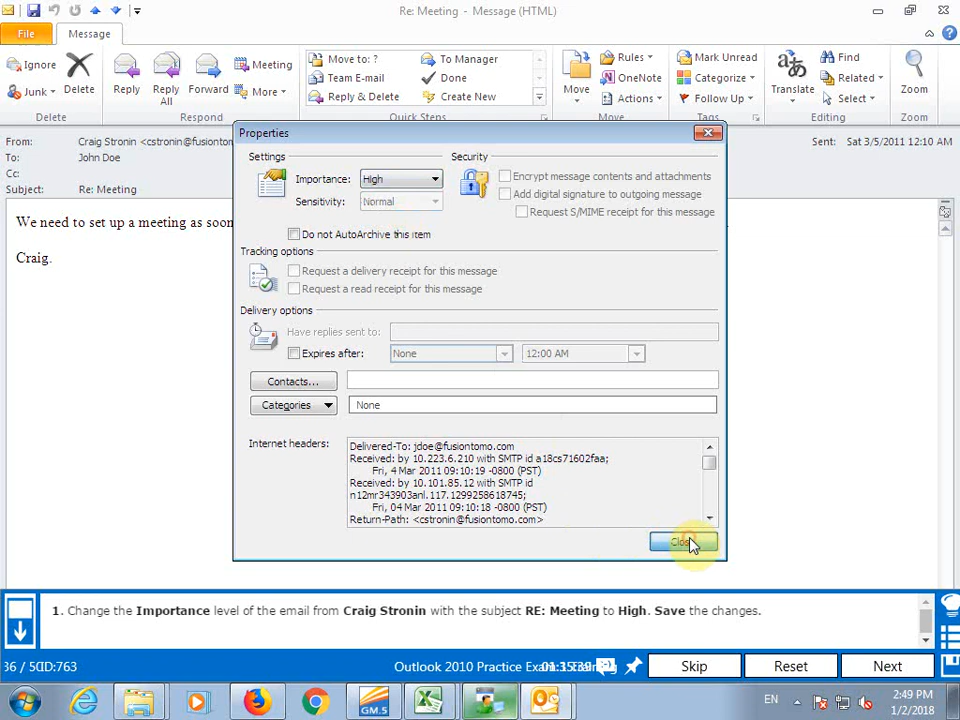 Re: Meeting - Message (HTML)
File
Message
Ignore
Junk
Delete
Reply
Reply All
Forward
Meeting
More
Move to: ?
Team E-mail
Reply & Delete
To Manager
Done
Create New
Move
Rules
OneNote
Actions
Mark Unread
Categorize
Follow Up
Translate
Find
Related
Select
Zoom
Delete
Respond
Quick Steps
Move
Tags
Editing
Zoom
From: Craig Stronin <cstronin@fusiontom
Sent: Sat 3/5/2011 12:10 AM
To: John Doe
Cc:
Subject: Re: Meeting
We need to set up a meeting as soon
Craig.
Properties
Settings
Security
Importance: High
Sensitivity: Normal
Encrypt message contents and attachments
Add digital signature to outgoing message
Request S/MIME receipt for this message
Do not AutoArchive this item
Tracking options
Request a delivery receipt for this message
Request a read receipt for this message
Delivery options
Have replies sent to:
Expires after: None 12:00 AM
Contacts...
Categories None
Internet headers:
Delivered-To: jdoe@fusiontomo.com
Received: by 10.223.6.210 with SMTP id a18cs71602faa;
Fri, 4 Mar 2011 09:10:19 -0800 (PST)
Received: by 10.101.85.12 with SMTP id
n12mr343903anl.117.1299258618745;
Fri, 04 Mar 2011 09:10:18 -0800 (PST)
Return-Path: <cstronin@fusiontomo.com>
1. Change the Importance level of the email from Craig Stronin with the subject RE: Meeting to High. Save the changes.
Outlook 2010 Practice Exam
Skip
Reset
Next
GM.5
EN
2:49 PM
1/2/2018